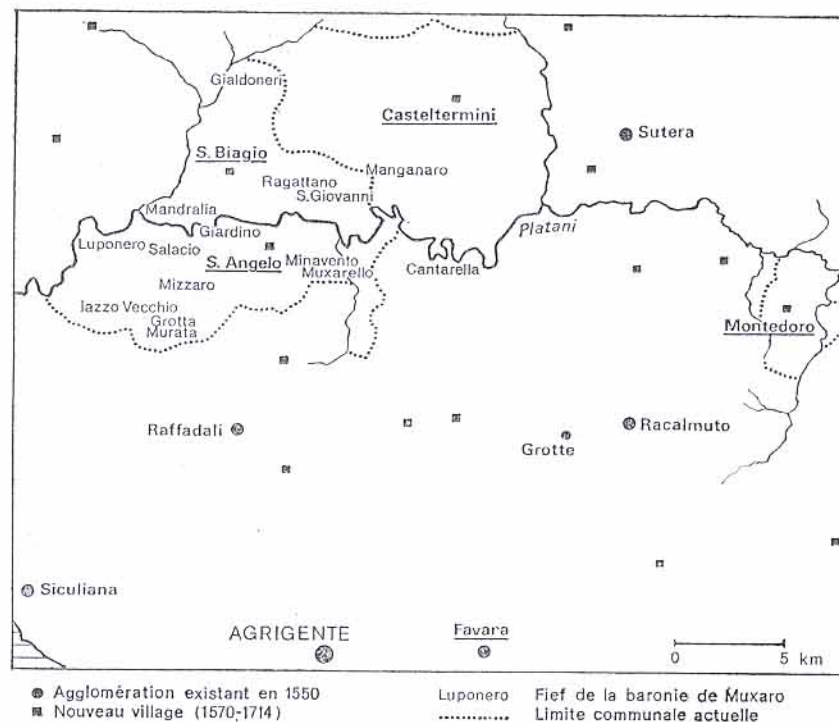 Gialdoneri
Casteltermini
Sutera
S. Biagio
Manganaro
Ragattano
S.Giovanni
Mandralia
Giardino
Platani
Luponero
Salacio
S. Angelo
Minavento
Muxarello
Cantarella
Mizzaro
Iazzo Vecchio
Grotta
Murata
Montedoro
Raffadali
Grotte
Racalmuto
Siculiana
AGRIGENTE
Favara
0 5
km
Agglomération existant en 1550
Nouveau village (1570-1714)
Luponero Fief de la baronie de Muxaro
Limite communale actuelle